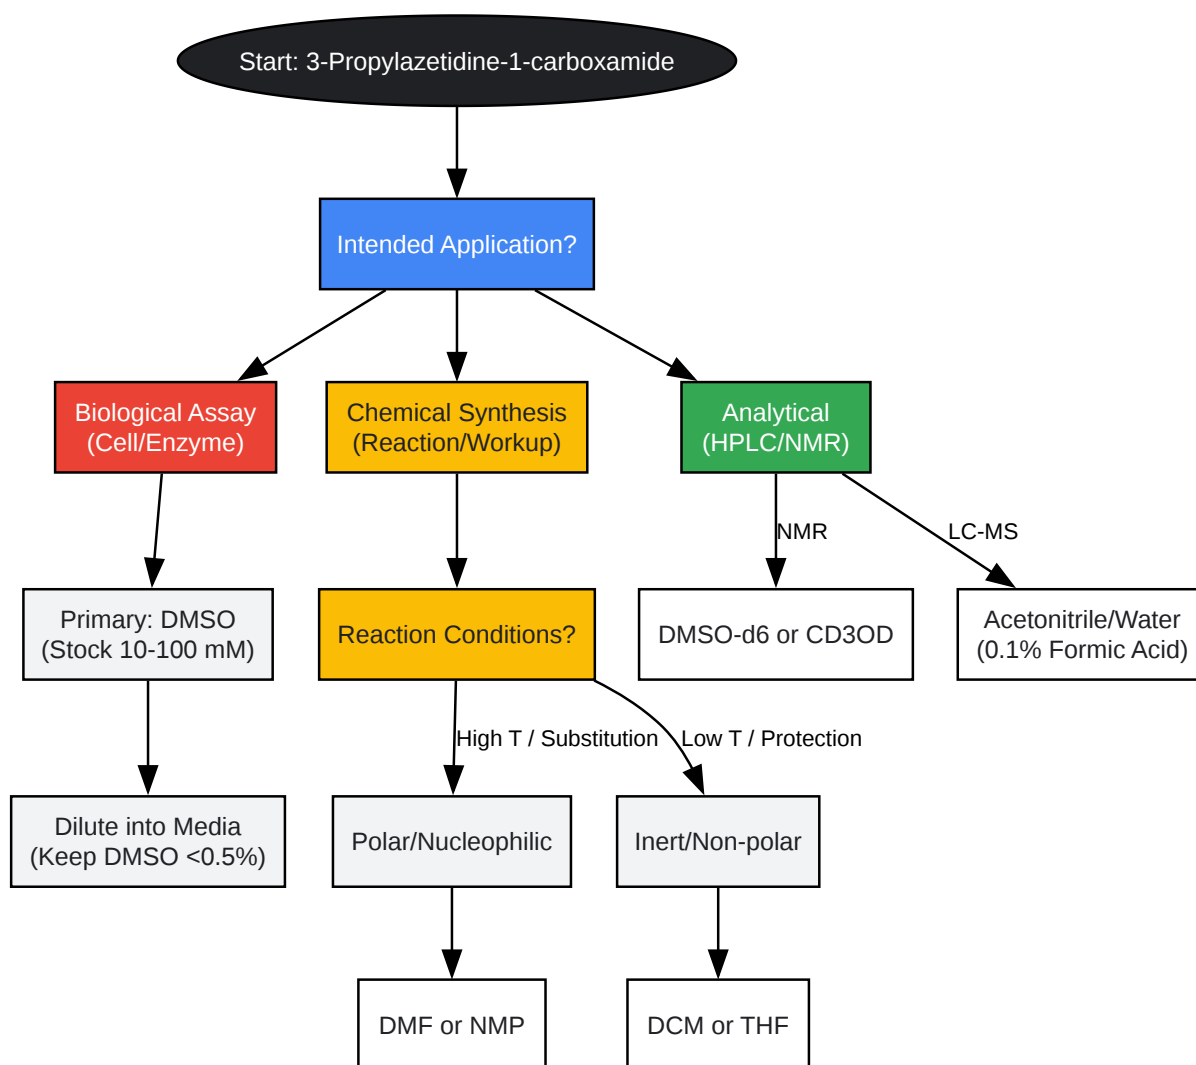 Start: 3-Propylazetidine-1-carboxamide
Intended Application?
Biological Assay
(Cell/Enzyme)
Chemical Synthesis
(Reaction/Workup)
Analytical
(HPLC/NMR)
NMR
LC-MS
Primary: DMSO
(Stock 10-100 mM)
Reaction Conditions?
DMSO-d6 or CD3OD
Acetonitrile/Water
(0.1% Formic Acid)
High T / Substitution
Low T / Protection
Dilute into Media
(Keep DMSO <0.5%)
Polar/Nucleophilic
Inert/Non-polar
DMF or NMP
DCM or THF